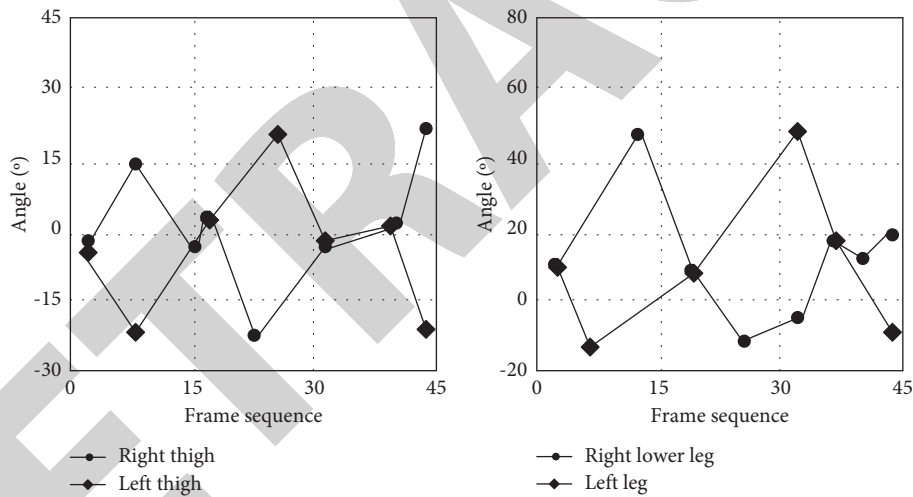 45
30
15
0
-15
-30
Angle (º)
0 15 30 45
Frame sequence
Right thigh
Left thigh
80
60
40
20
0
-20
Angle (º)
0 15 30 45
Frame sequence
Right lower leg
Left leg